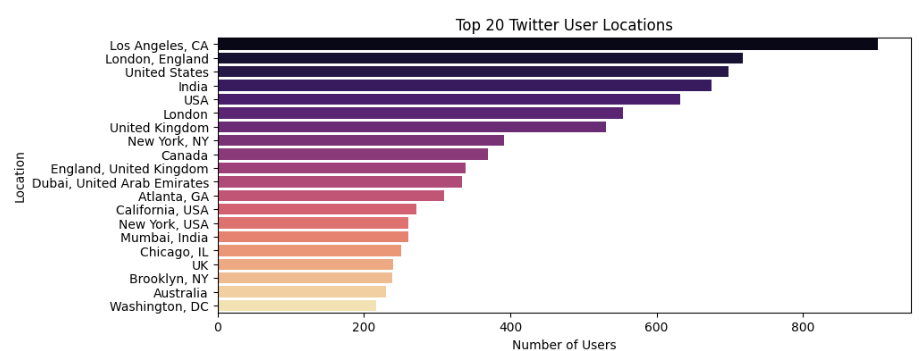 Top 20 Twitter User Locations
Location
Los Angeles, CA
London, England
United States
India
USA
London
United Kingdom
New York, NY
Canada
England, United Kingdom
Dubai, United Arab Emirates
Atlanta, GA
California, USA
New York, USA
Mumbai, India
Chicago, IL
UK
Brooklyn, NY
Australia
Washington, DC
0 200 400 600 800
Number of Users